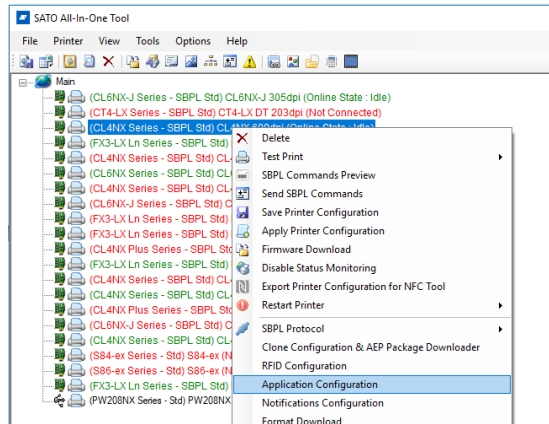 SATO All-In-One Tool
File Printer View Tools Options Help
Main
(CL6NX-J Series - SBPL Std) CL6NX-J 305dpi (Online State : Idle)
(CT4-LX Series - SBPL Std) CT4-LX DT 203dpi (Not Connected)
(CL4NX Series - SBPL Std) CL4NX 600dpi (Online State : Idle)
(FX3-LX Ln Series - SBPL Std)
(CL4NX Series - SBPL Std) CL4
(CL6NX Series - SBPL Std)
(CL4NX Series - SBPL Std) CL4
(CL6NX-J Series - SBPL Std) C
(FX3-LX Ln Series - SBPL Std)
(FX3-LX Ln Series - SBPL Std)
(CL4NX Plus Series - SBPL Std
(FX3-LX Ln Series - SBPL Std)
(CL4NX Series - SBPL Std) CL4
(CL4NX Series - SBPL Std) CL4
(CL4NX Plus Series - SBPL Std
(CL6NX-J Series - SBPL Std) C
(CL4NX Series - SBPL Std) CL4
(S84-ex Series - Std) S84-ex (N
(S86-ex Series - Std) S86-ex (N
(FX3-LX Ln Series - SBPL Std)
(PW208NX Series - Std) PW208NX
Delete
Test Print
SBPL Commands Preview
Send SBPL Commands
Save Printer Configuration
Apply Printer Configuration
Firmware Download
Disable Status Monitoring
Export Printer Configuration for NFC Tool
Restart Printer
SBPL Protocol
Clone Configuration & AEP Package Downloader
RFID Configuration
Application Configuration
Notifications Configuration
Format Download